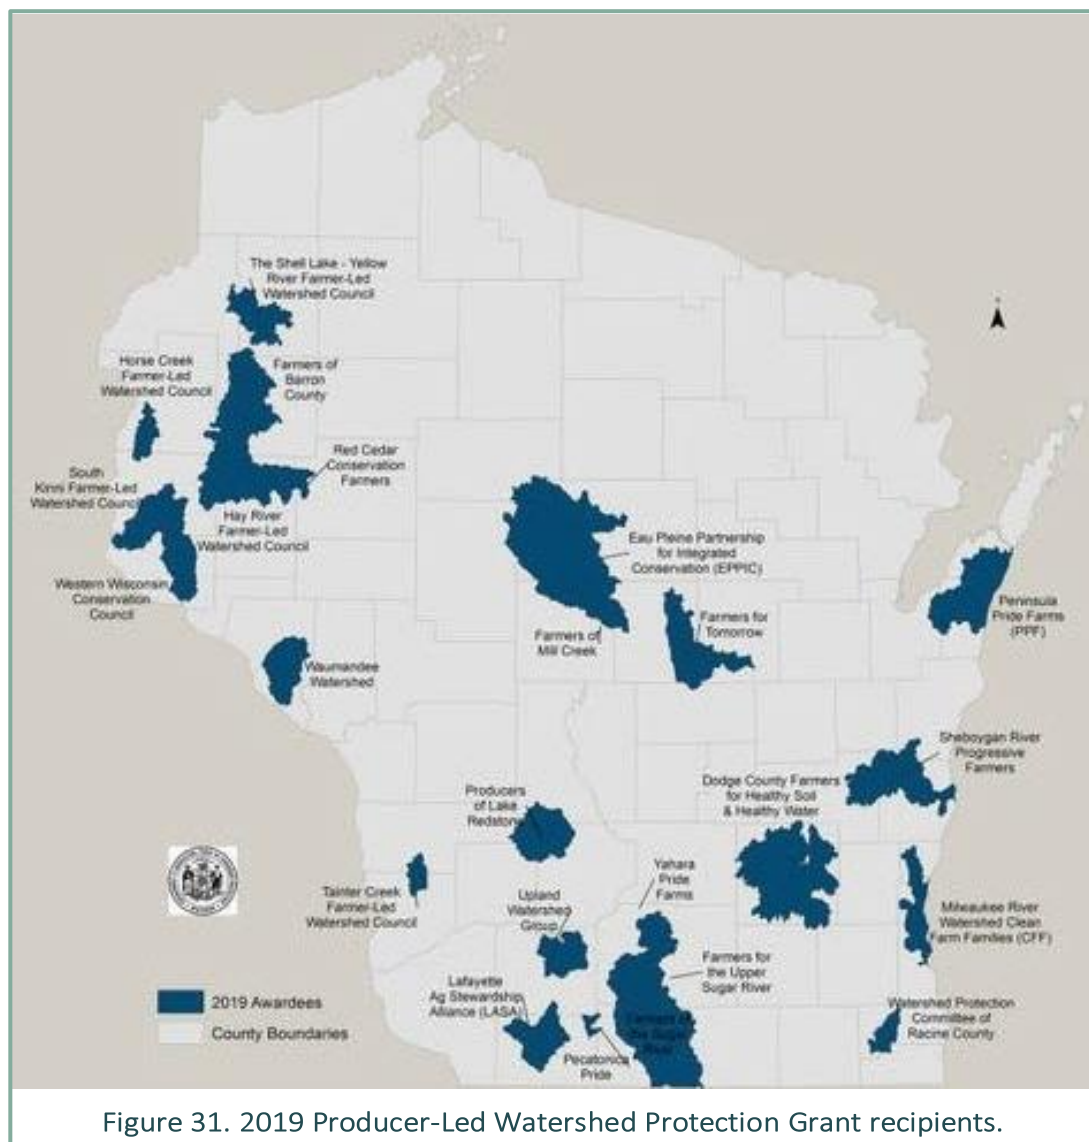 The Shell Lake - Yellow
River Farmer-Led
Watershed Council
Horse Creek
Farmer-Led
Watershed Council
Farmers of
Barron
County
Red Cedar
Conservation
Farmers
South
Kinni Farmer-Led
Watershed Council
Hay River
Farmer-Led
Watershed Council
Eau Pleine Partnership
for Integrated
Conservation (EPPIC)
Western Wisconsin
Conservation
Council
Peninsula
Pride Farms
(PPF)
Farmers for
Tomorrow
Farmers of
Mill Creek
Waumandee
Watershed
Sheboygan River
Progressive
Farmers
Dodge County Farmers
for Healthy Soil
& Healthy Water
Producers
of Lake
Redstone
Yahara
Pride
Farms
Tainter Creek
Farmer-Led
Watershed Council
Upland
Watershed
Group
Milwaukee River
Watershed Clean
Farm Families (CFF)
Farmers for
the Upper
Sugar River
Lafayette
Ag Stewardship
Alliance (LASA)
Watershed Protection
Committee of
Racine County
Farmers of
the Sugar
River
Pecatonica
Pride
2019 Awardees
County Boundaries
Figure 31. 2019 Producer-Led Watershed Protection Grant recipients.